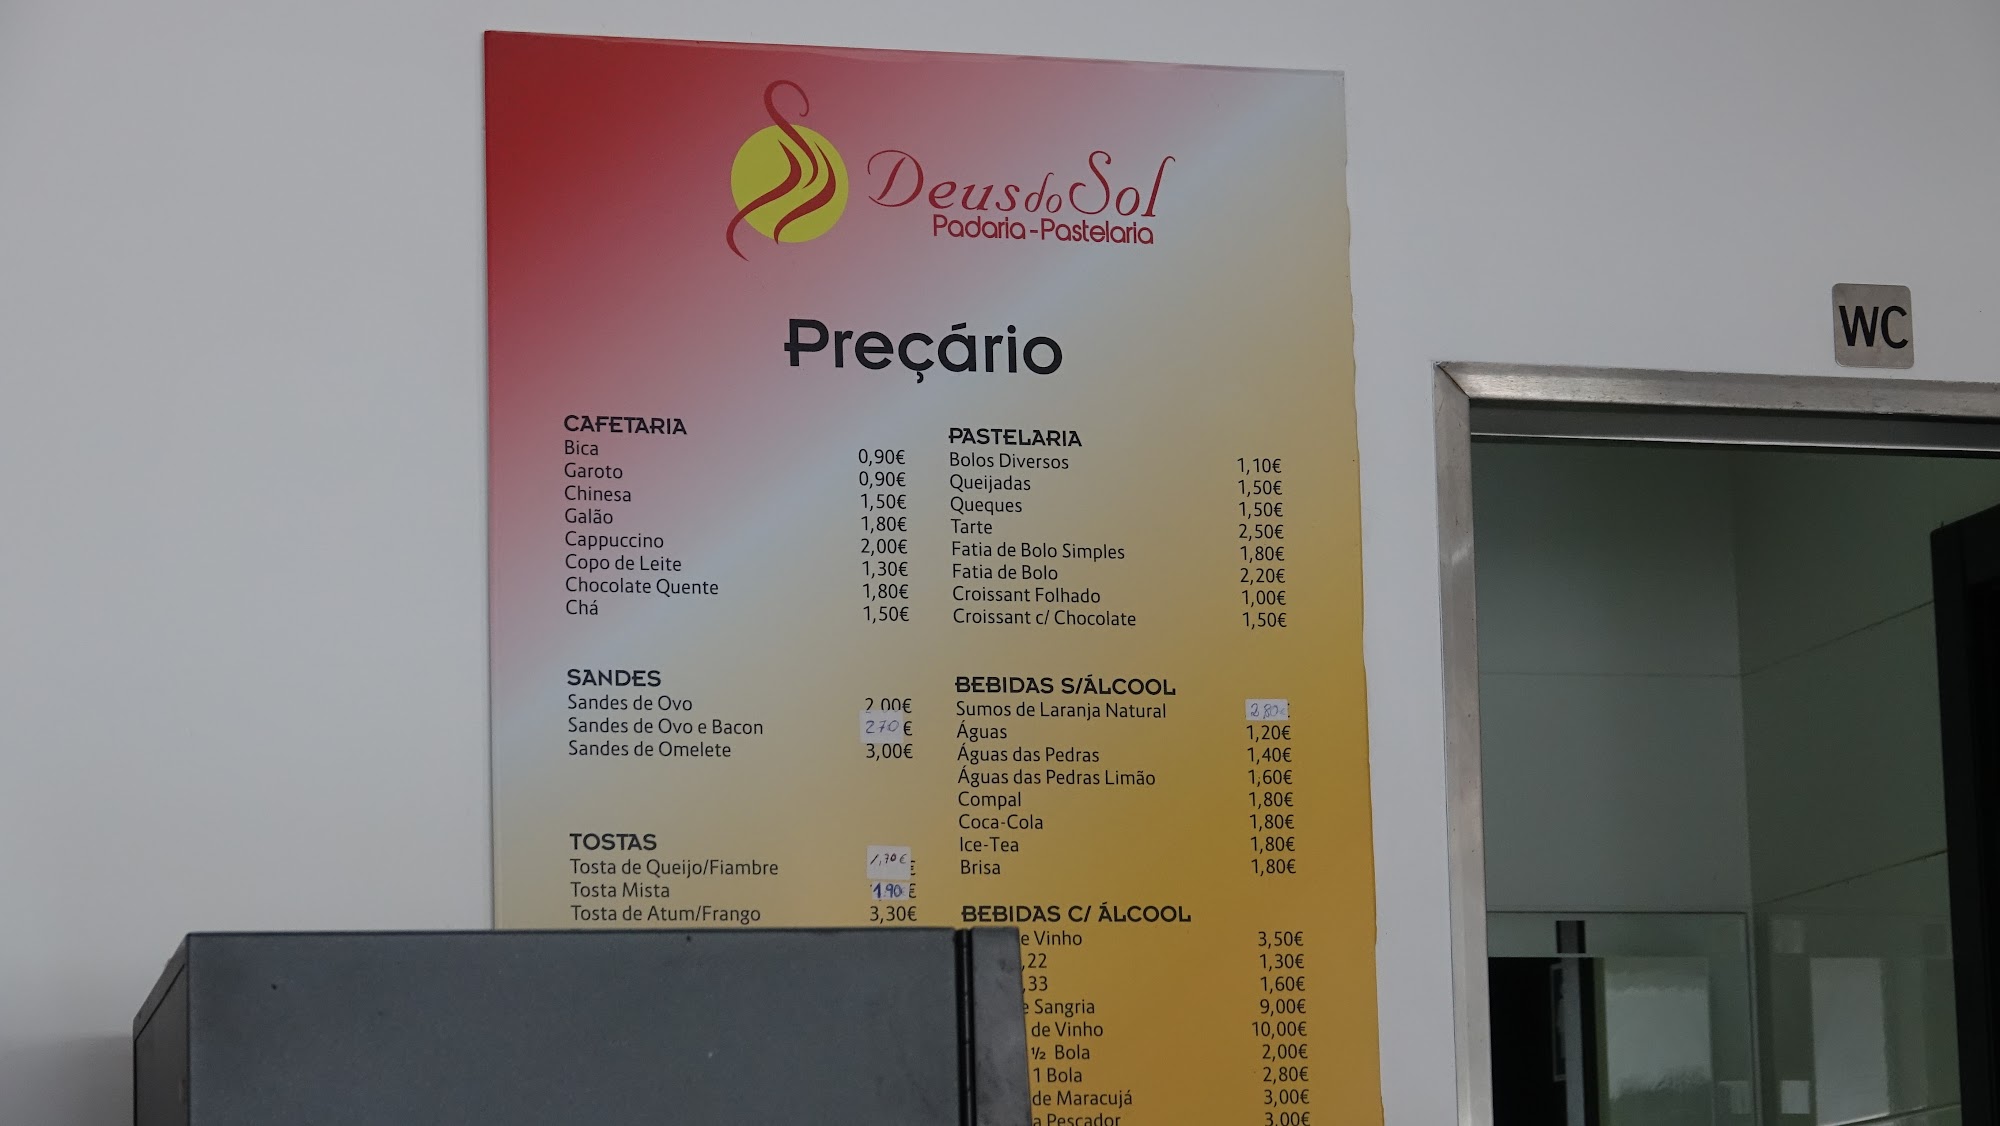 Deus do Sol
Padaria-Pastelaria
Preçário
CAFETARIA
Bica 0,90€
Garoto 0,90€
Chinesa 1,50€
Galão 1,80€
Cappuccino 2,00€
Copo de Leite 1,30€
Chocolate Quente 1,80€
Chá 1,50€
SANDES
Sandes de Ovo 2,00€
Sandes de Ovo e Bacon 270 €
Sandes de Omelete 3,00€
TOSTAS
Tosta de Queijo/Fiambre 1,70€
Tosta Mista 1.90 €
Tosta de Atum/Frango 3,30€
PASTELARIA
Bolos Diversos 1,10€
Queijadas 1,50€
Queques 1,50€
Tarte 2,50€
Fatia de Bolo Simples 1,80€
Fatia de Bolo 2,20€
Croissant Folhado 1,00€
Croissant c/ Chocolate 1,50€
BEBIDAS S/ÁLCOOL
Sumos de Laranja Natural 2,80€
Águas 1,20€
Águas das Pedras 1,40€
Águas das Pedras Limão 1,60€
Compal 1,80€
Coca-Cola 1,80€
Ice-Tea 1,80€
Brisa 1,80€
BEBIDAS C/ ÁLCOOL
e Vinho 3,50€
,22 1,30€
,33 1,60€
e Sangria 9,00€
de Vinho 10,00€
½ Bola 2,00€
1 Bola 2,80€
de Maracujá 3,00€
a Pescador 3,00€
WC